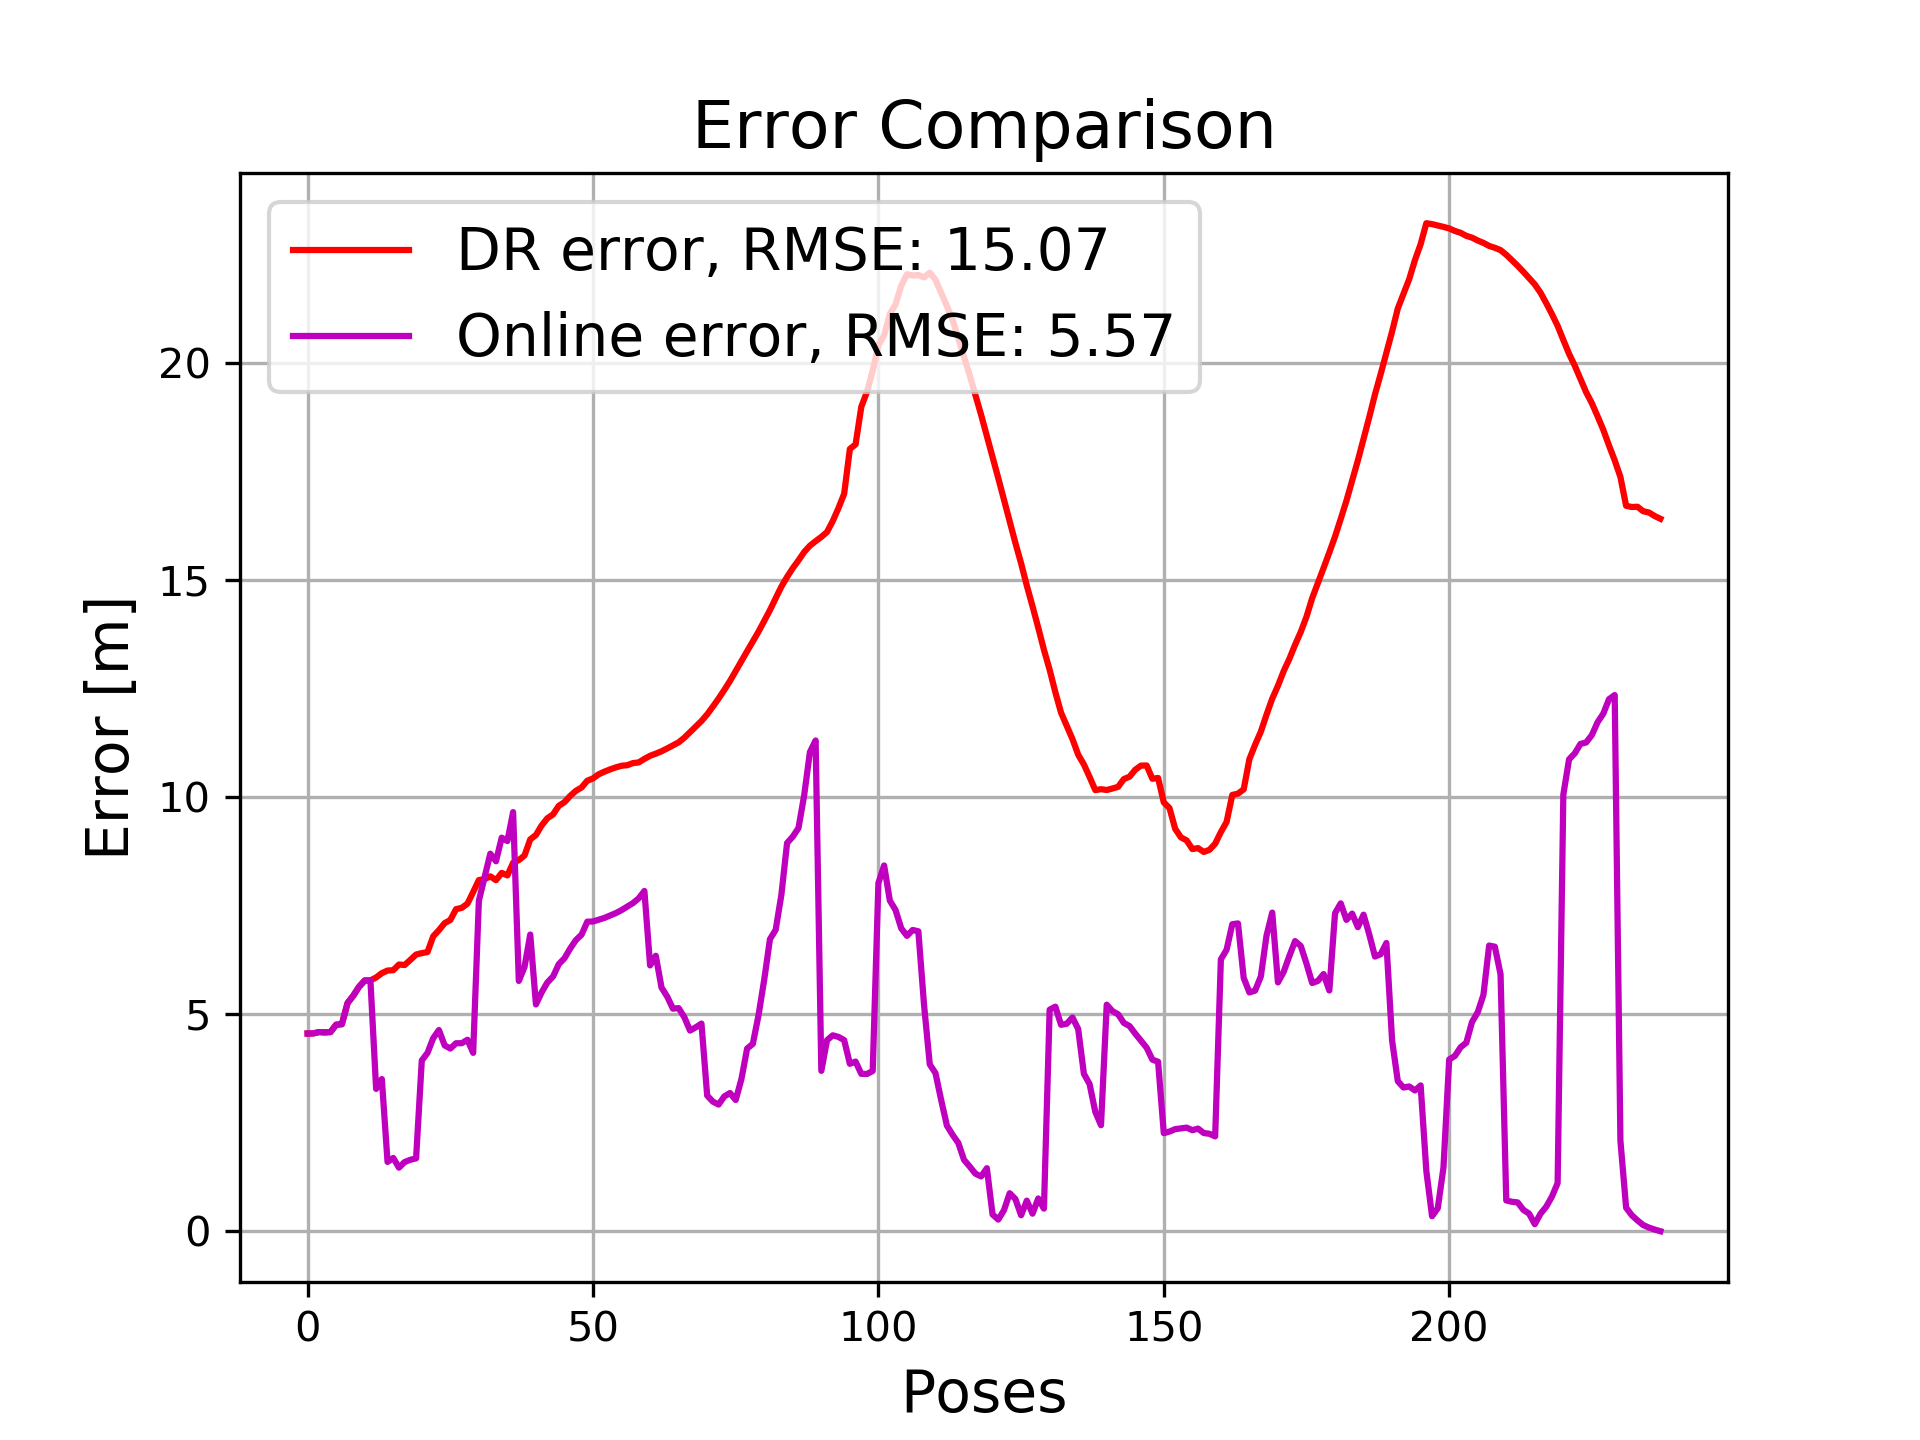 Error Comparison
DR error, RMSE: 15.07
Online error, RMSE: 5.57
Error [m]
20
15
10
5
0
0 50 100 150 200
Poses